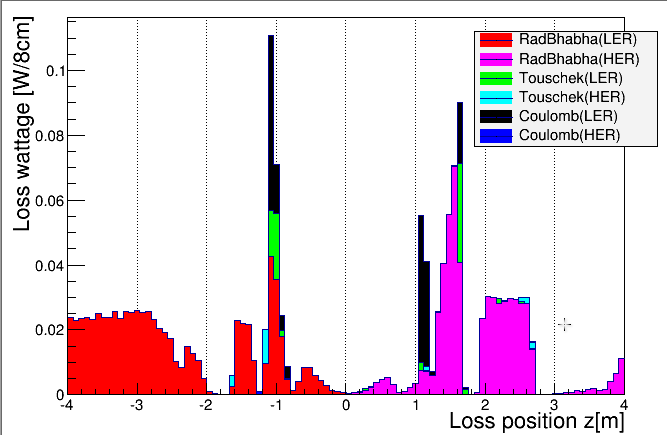 Loss wattage [W/8cm]
0.1
0.08
0.06
0.04
0.02
0
-4 -3 -2 -1 0 1 2 3 4
Loss position z[m]
RadBhabha(LER)
RadBhabha(HER)
Touschek(LER)
Touschek(HER)
Coulomb(LER)
Coulomb(HER)